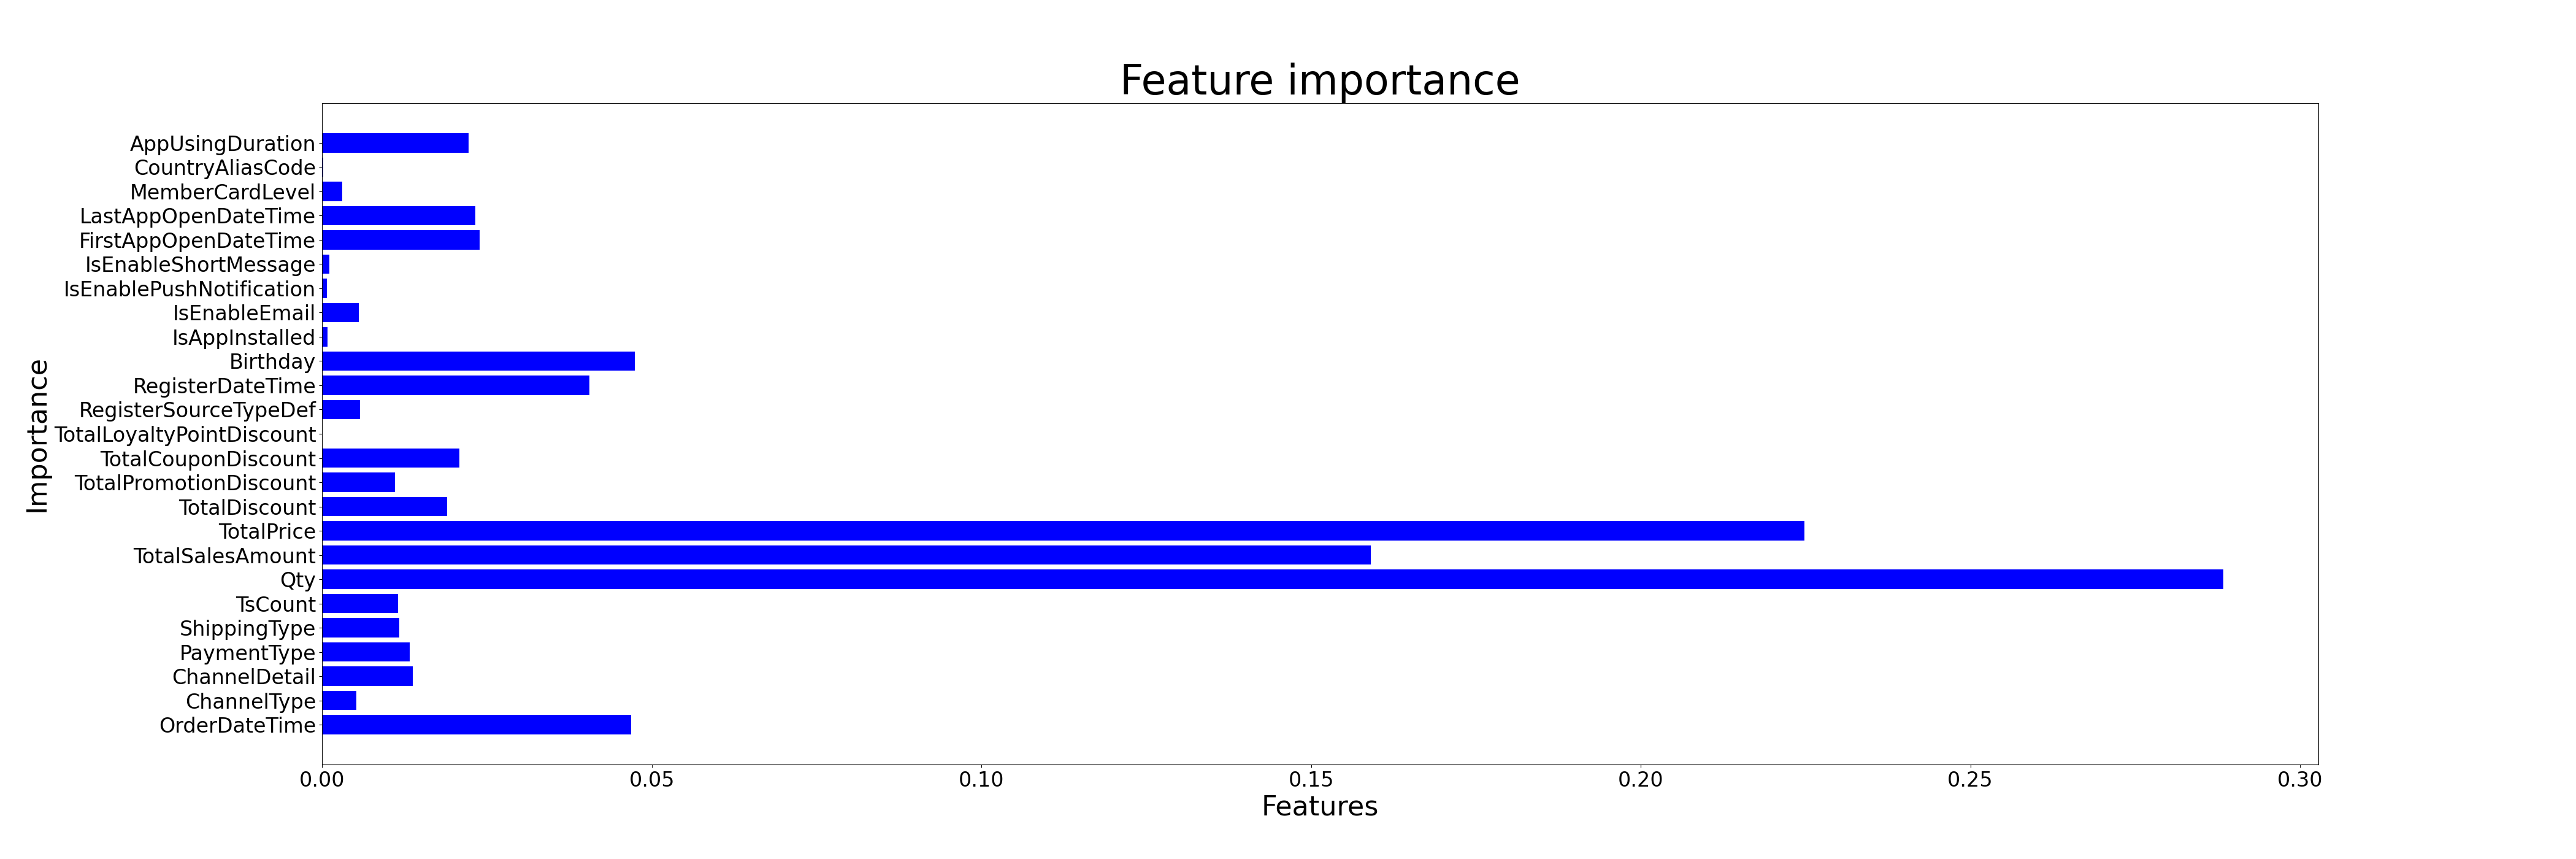 Feature importance
AppUsingDuration
CountryAliasCode
MemberCardLevel
LastAppOpenDateTime
FirstAppOpenDateTime
IsEnableShortMessage
IsEnablePushNotification
IsEnableEmail
IsAppInstalled
Birthday
RegisterDateTime
RegisterSourceTypeDef
TotalLoyaltyPointDiscount
TotalCouponDiscount
TotalPromotionDiscount
TotalDiscount
TotalPrice
TotalSalesAmount
Qty
TsCount
ShippingType
PaymentType
ChannelDetail
ChannelType
OrderDateTime
Importance
0.00 0.05 0.10 0.15 0.20 0.25 0.30
Features